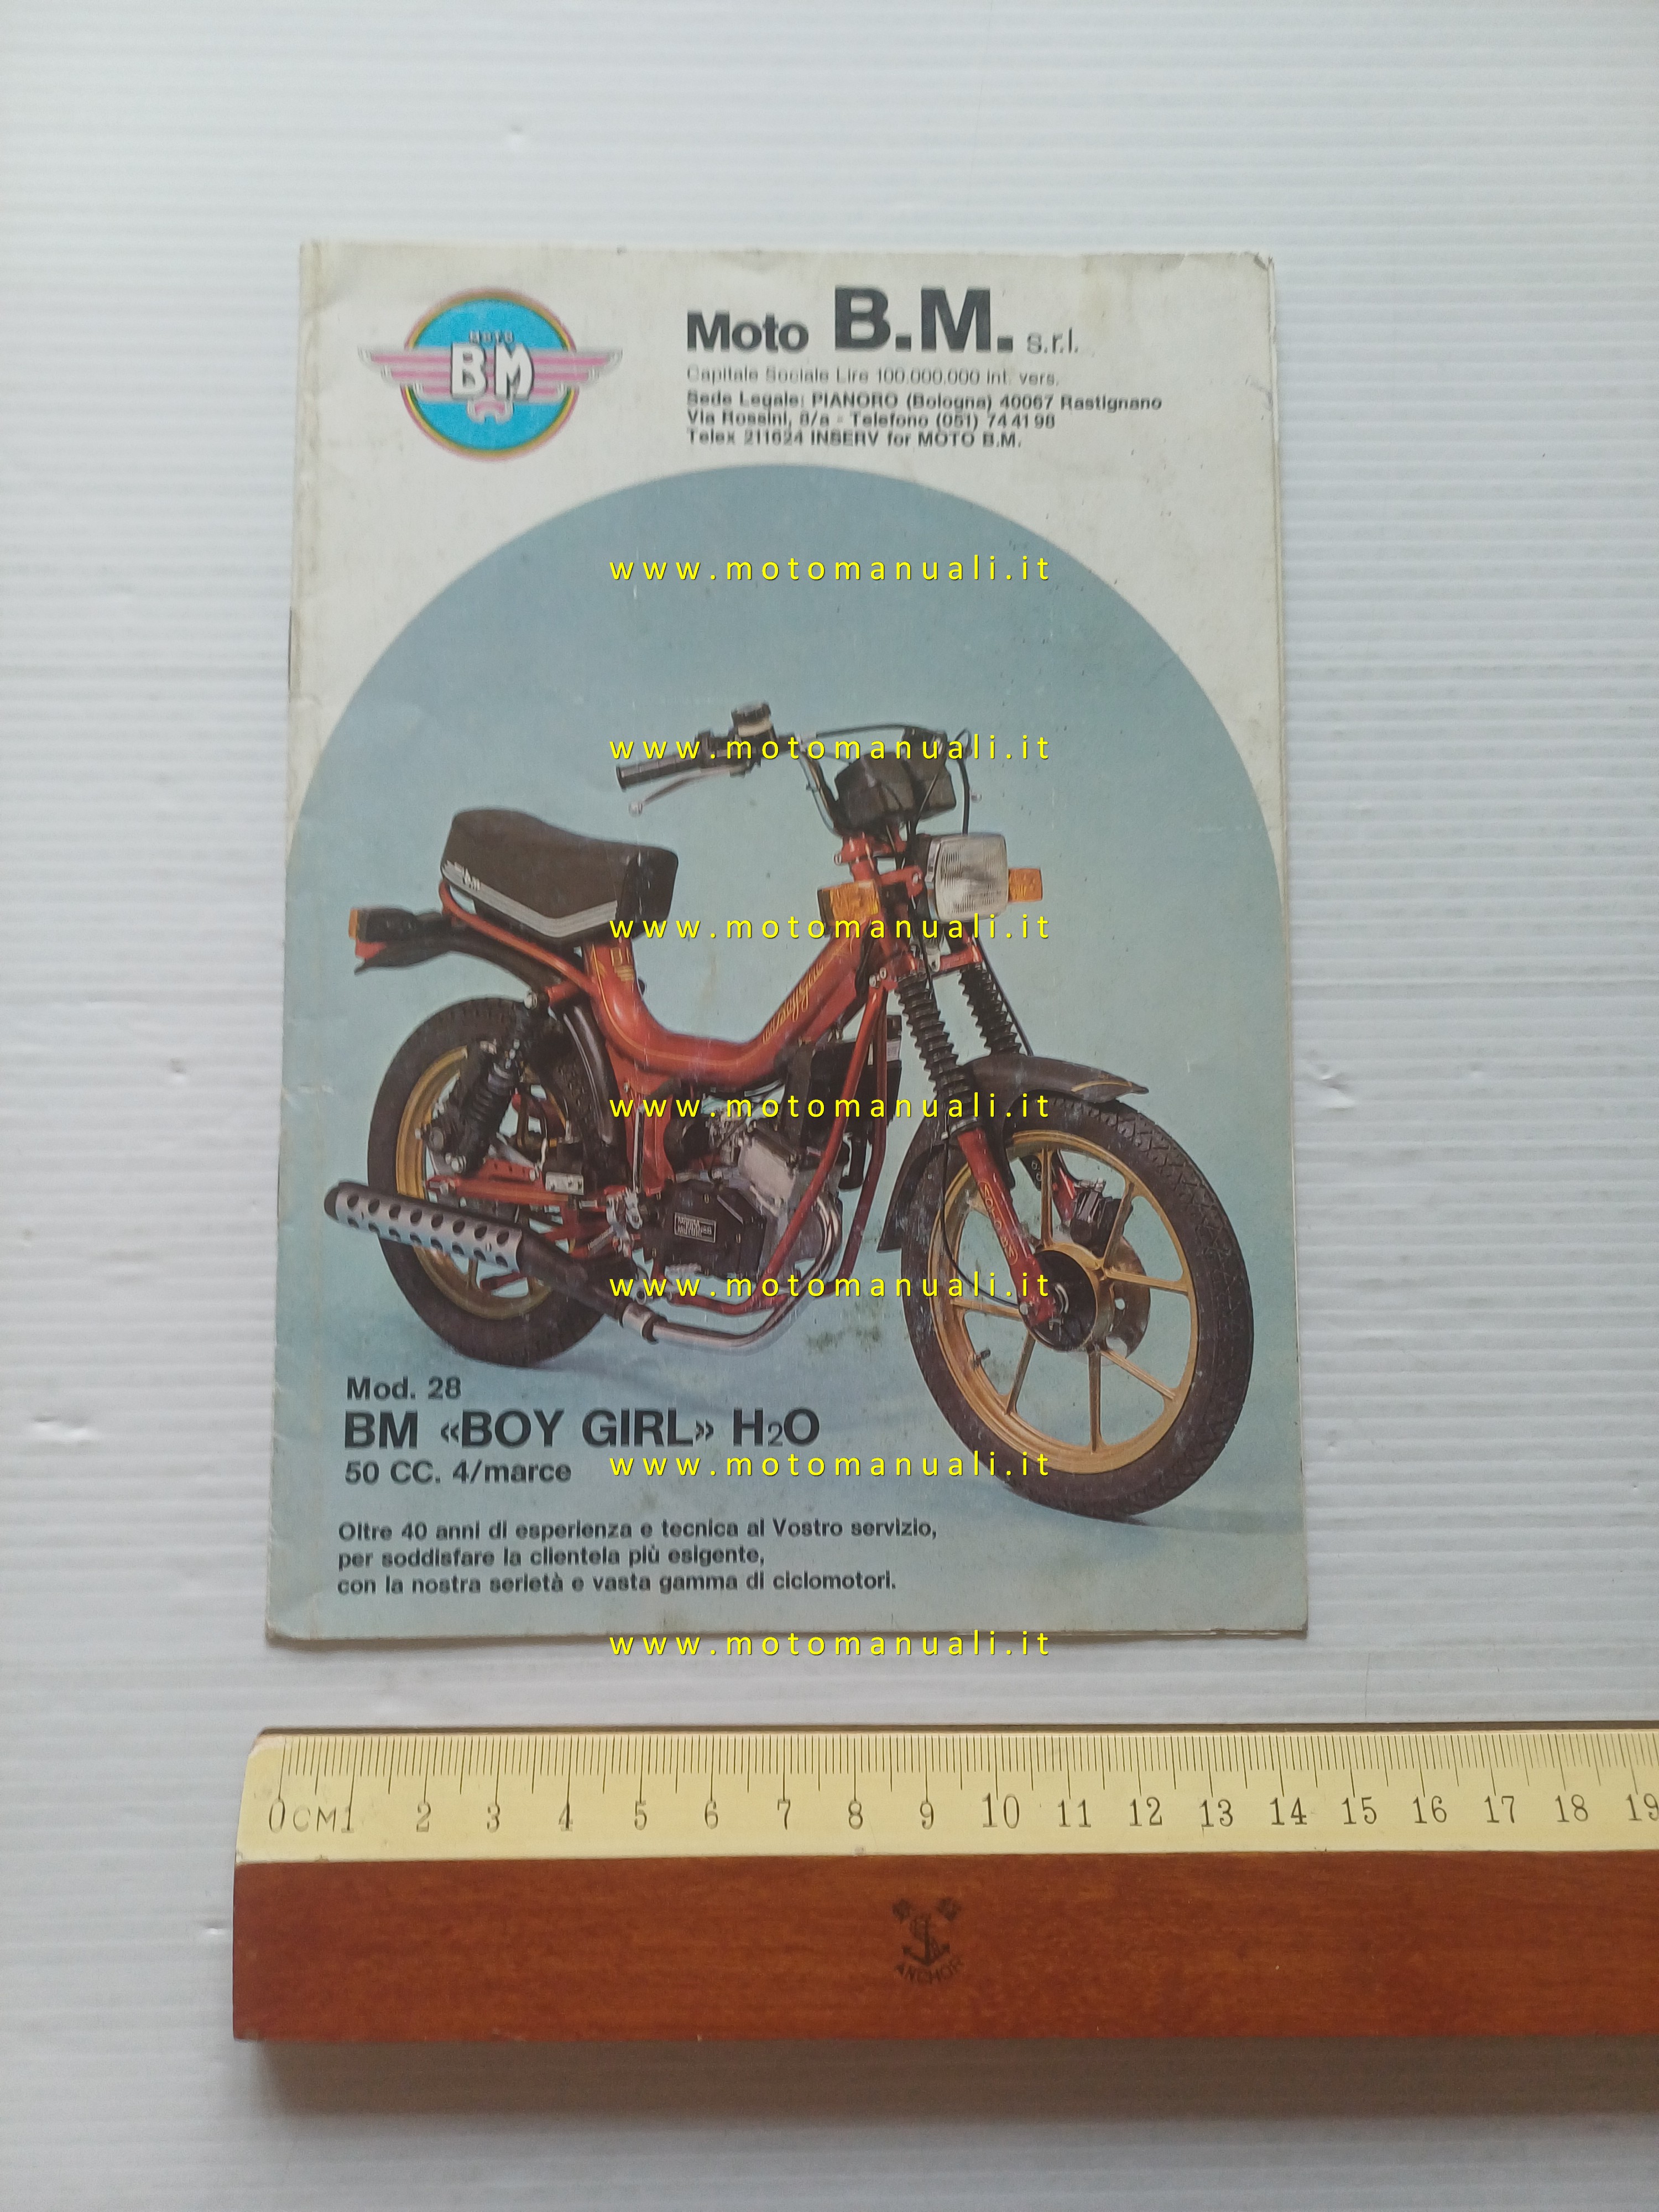 MOTO
BM
Moto B.M. s.r.l.
Capitale Sociale Lire 100.000.000 int. vers.
Sede Legale: PIANORO (Bologna) 40067 Rastignano
Via Rossini, 8/a - Telefono (051) 74 41 98
Telex 211624 INSERV for MOTO B.M.
www.motomanuali.it
www.motomanuali.it
www.motomanuali.it
www.motomanuali.it
MINARELLI
www.motomanuali.it
Mod. 28
BM «BOY GIRL» H2O
50 CC. 4/marce
www.motomanuali.it
Oltre 40 anni di esperienza e tecnica al Vostro servizio,
per soddisfare la clientela più esigente,
con la nostra serietà e vasta gamma di ciclomotori.
www.motomanuali.it
0CM1 2 3 4 5 6 7 8 9 10 11 12 13 14 15 16 17 18 19
ANCHOR